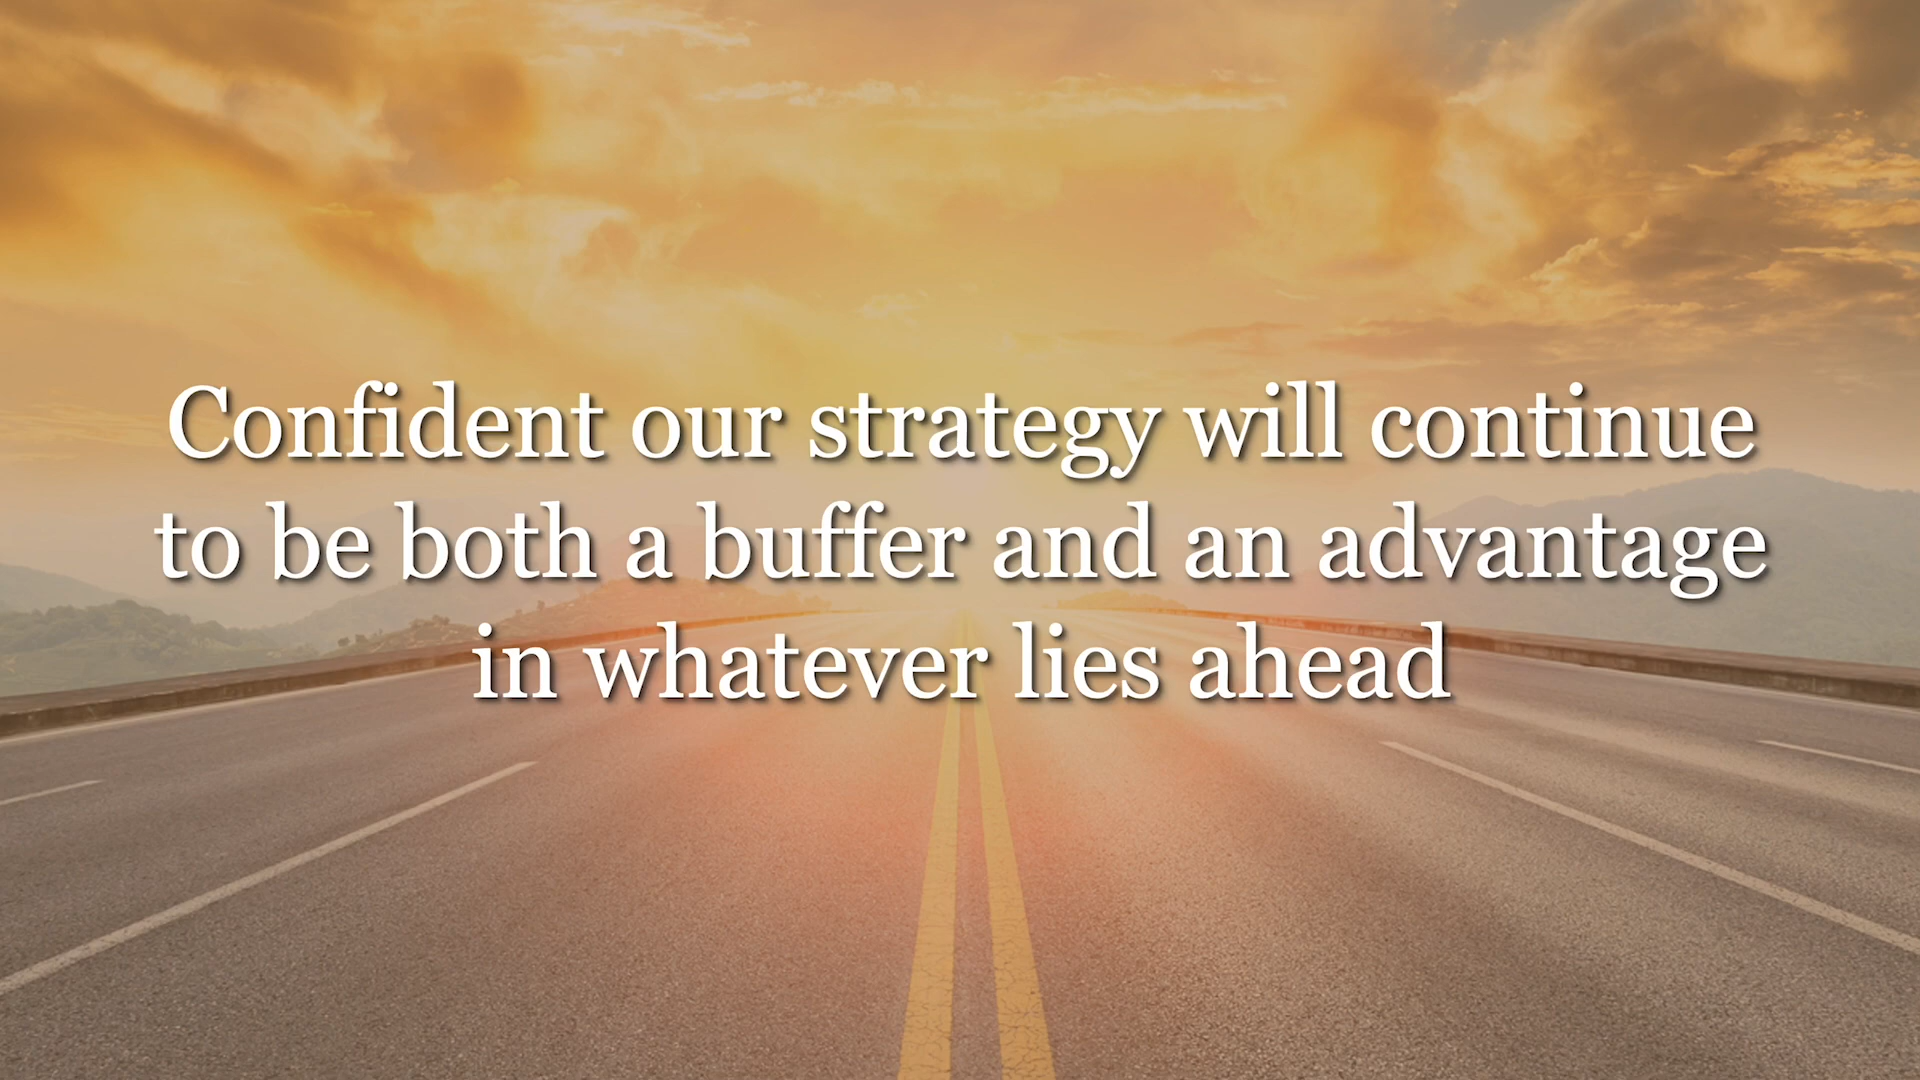 Confident our strategy will continue
to be both a buffer and an advantage
in whatever lies ahead